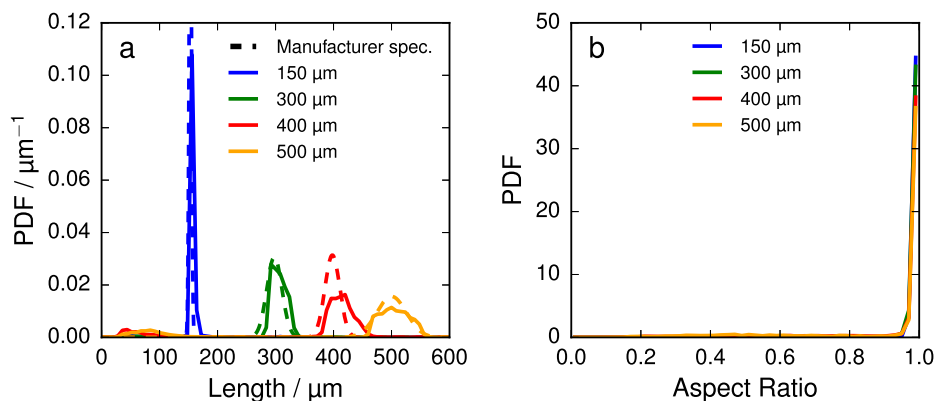 a
Manufacturer spec.
150 µm
300 µm
400 µm
500 µm
0.12
0.10
0.08
0.06
0.04
0.02
0.00
0 100 200 300 400 500 600
PDF / µm⁻¹
Length / µm
b
150 µm
300 µm
400 µm
500 µm
50
40
30
20
10
0
0.0 0.2 0.4 0.6 0.8 1.0
PDF
Aspect Ratio